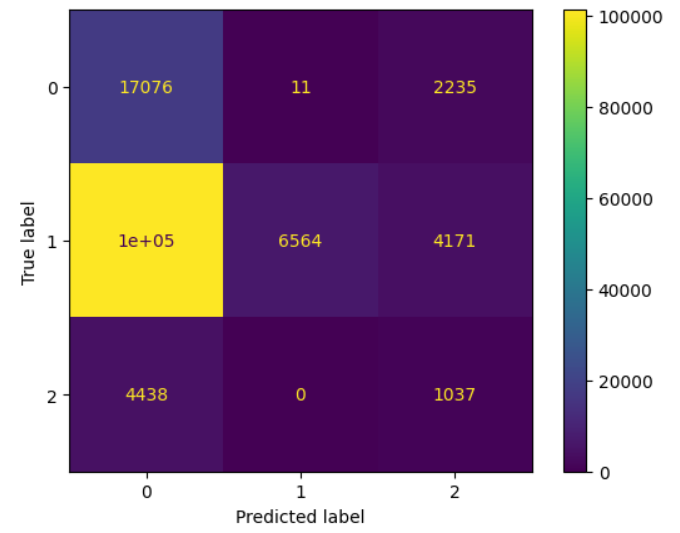 0 17076 11 2235
1 1e+05 6564 4171
2 4438 0 1037
0 1 2
True label
Predicted label
100000
80000
60000
40000
20000
0